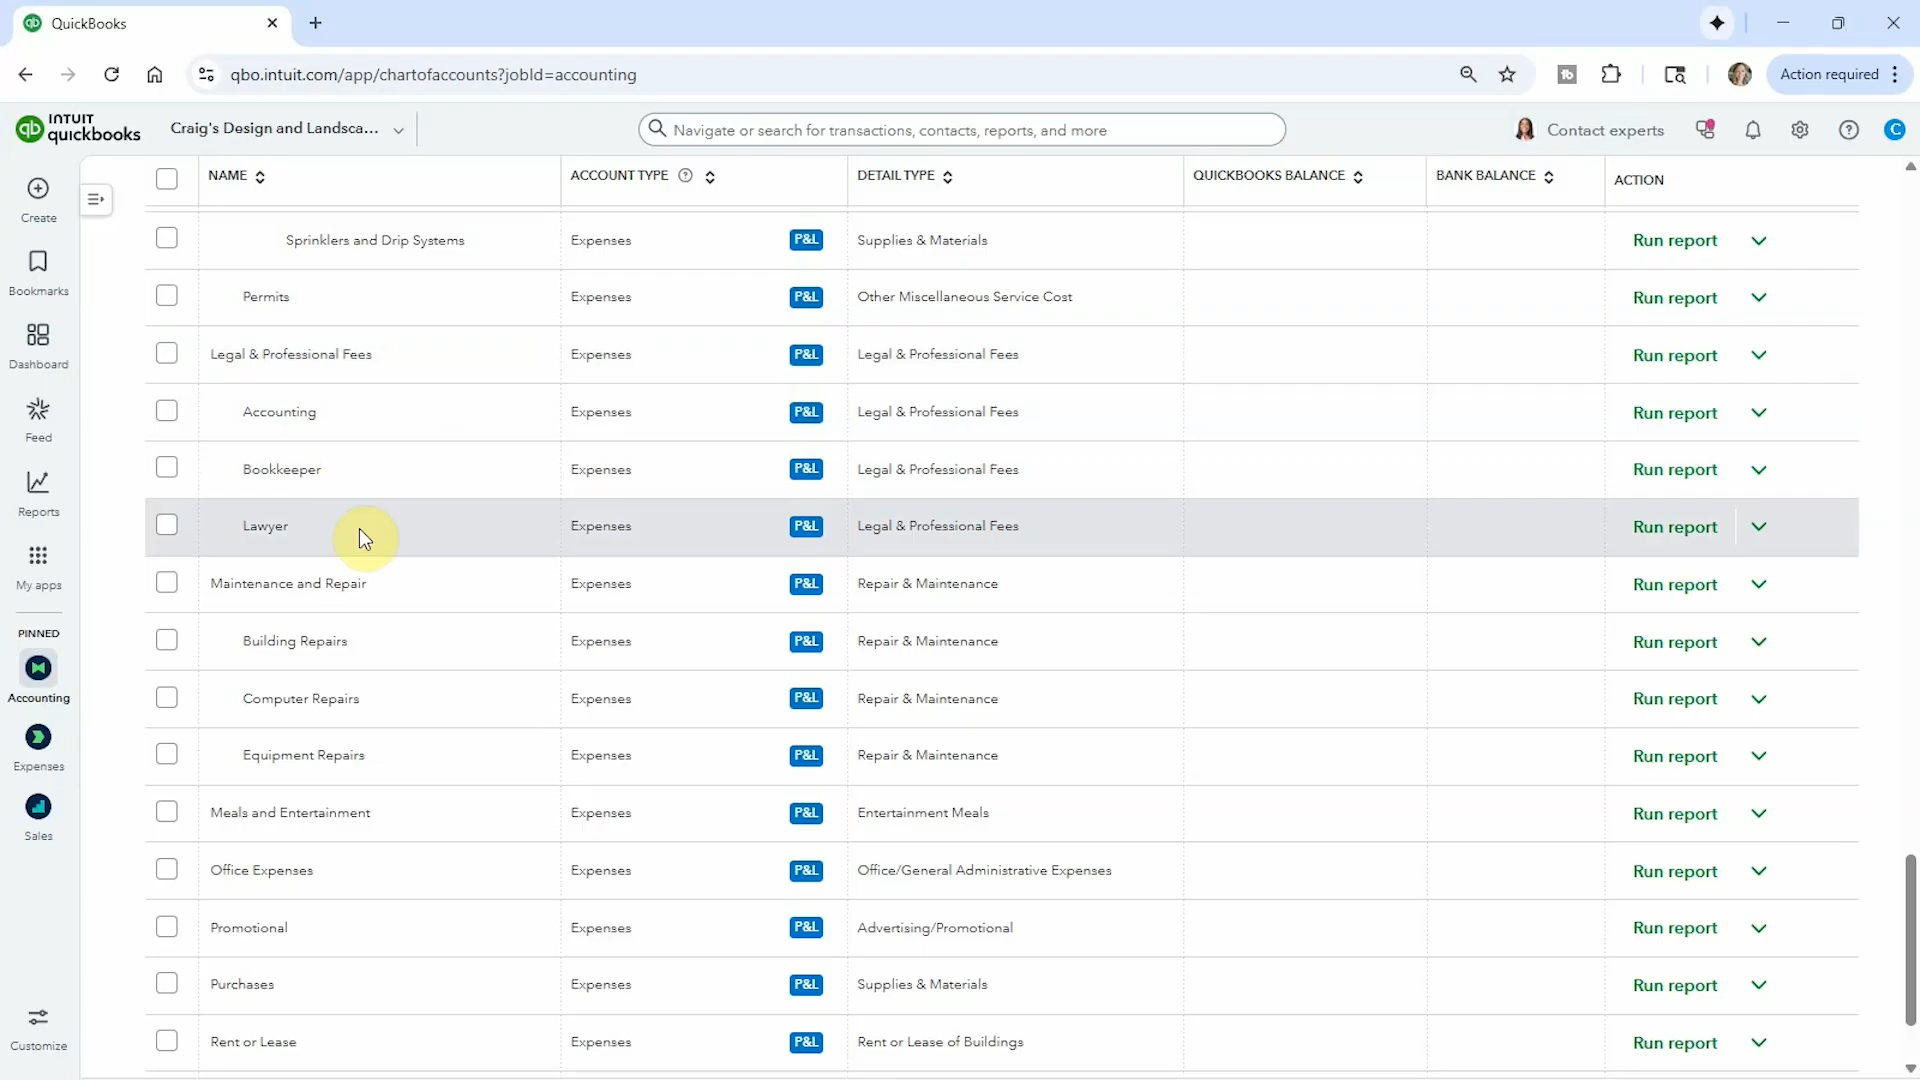 QuickBooks
qbo.intuit.com/app/chartofaccounts?jobId=accounting
Action required
INTUIT
quickbooks
Craig's Design and Landsca...
Navigate or search for transactions, contacts, reports, and more
Contact experts
C
NAME ACCOUNT TYPE DETAIL TYPE QUICKBOOKS BALANCE BANK BALANCE ACTION
Sprinklers and Drip Systems Expenses P&L Supplies & Materials Run report
Permits Expenses P&L Other Miscellaneous Service Cost Run report
Legal & Professional Fees Expenses P&L Legal & Professional Fees Run report
Accounting Expenses P&L Legal & Professional Fees Run report
Bookkeeper Expenses P&L Legal & Professional Fees Run report
Lawyer Expenses P&L Legal & Professional Fees Run report
Maintenance and Repair Expenses P&L Repair & Maintenance Run report
Building Repairs Expenses P&L Repair & Maintenance Run report
Computer Repairs Expenses P&L Repair & Maintenance Run report
Equipment Repairs Expenses P&L Repair & Maintenance Run report
Meals and Entertainment Expenses P&L Entertainment Meals Run report
Office Expenses Expenses P&L Office/General Administrative Expenses Run report
Promotional Expenses P&L Advertising/Promotional Run report
Purchases Expenses P&L Supplies & Materials Run report
Rent or Lease Expenses P&L Rent or Lease of Buildings Run report
Create
Bookmarks
Dashboard
Feed
Reports
My apps
PINNED
Accounting
Expenses
Sales
Customize